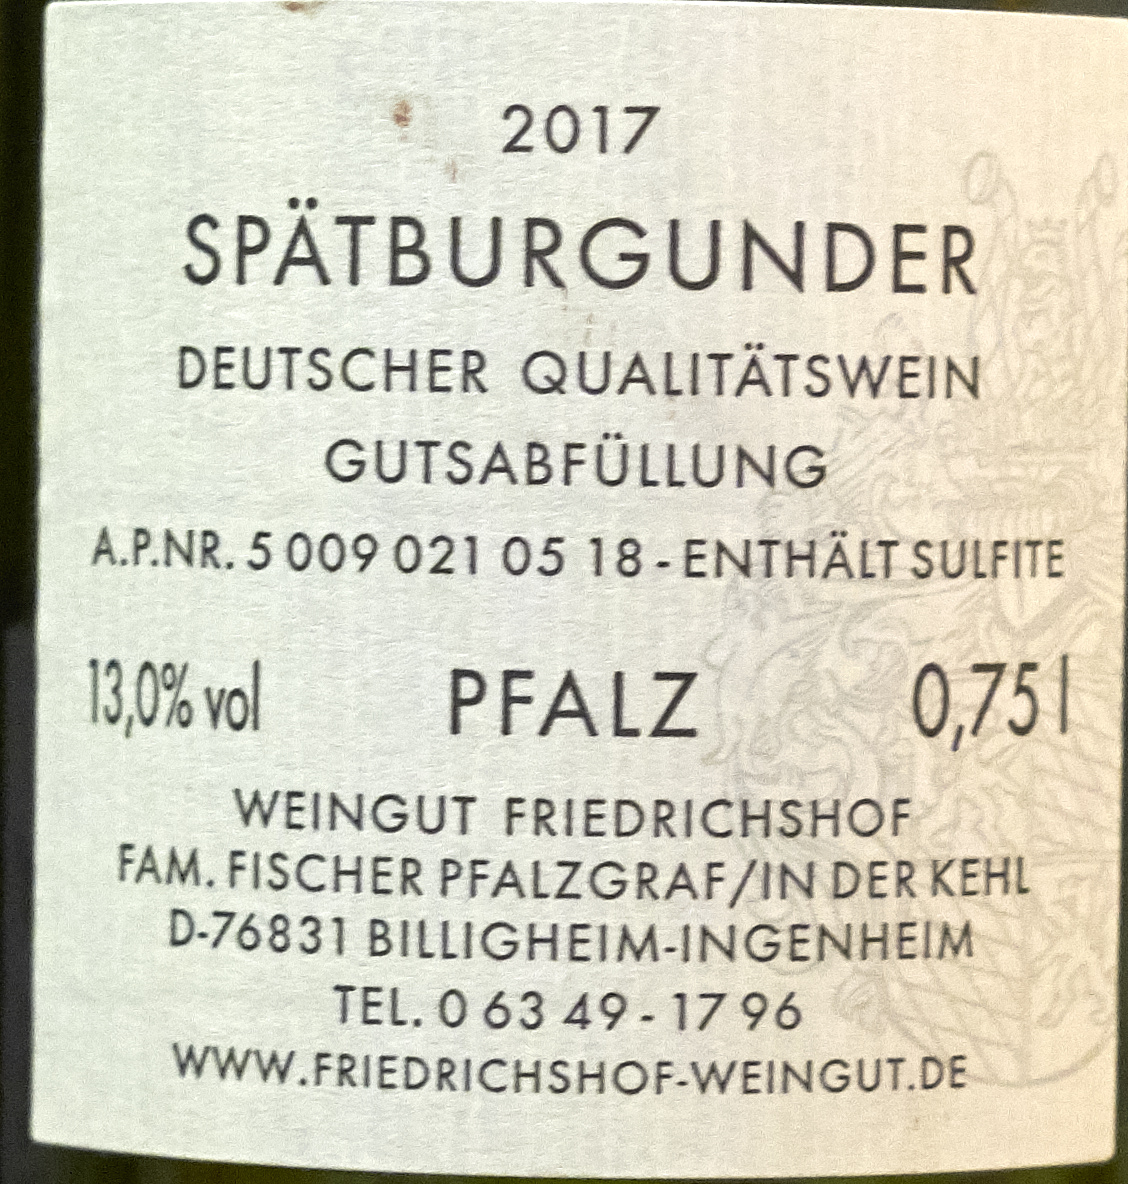 2017
SPÄTBURGUNDER
DEUTSCHER QUALITÄTSWEIN
GUTSABFÜLLUNG
A.P.NR. 5 009 021 05 18 - ENTHÄLT SULFITE
13,0% vol PFALZ 0,75 l
WEINGUT FRIEDRICHSHOF
FAM. FISCHER PFALZGRAF/IN DER KEHL
D-76831 BILLIGHEIM-INGENHEIM
TEL. 0 63 49 - 17 96
WWW.FRIEDRICHSHOF-WEINGUT.DE